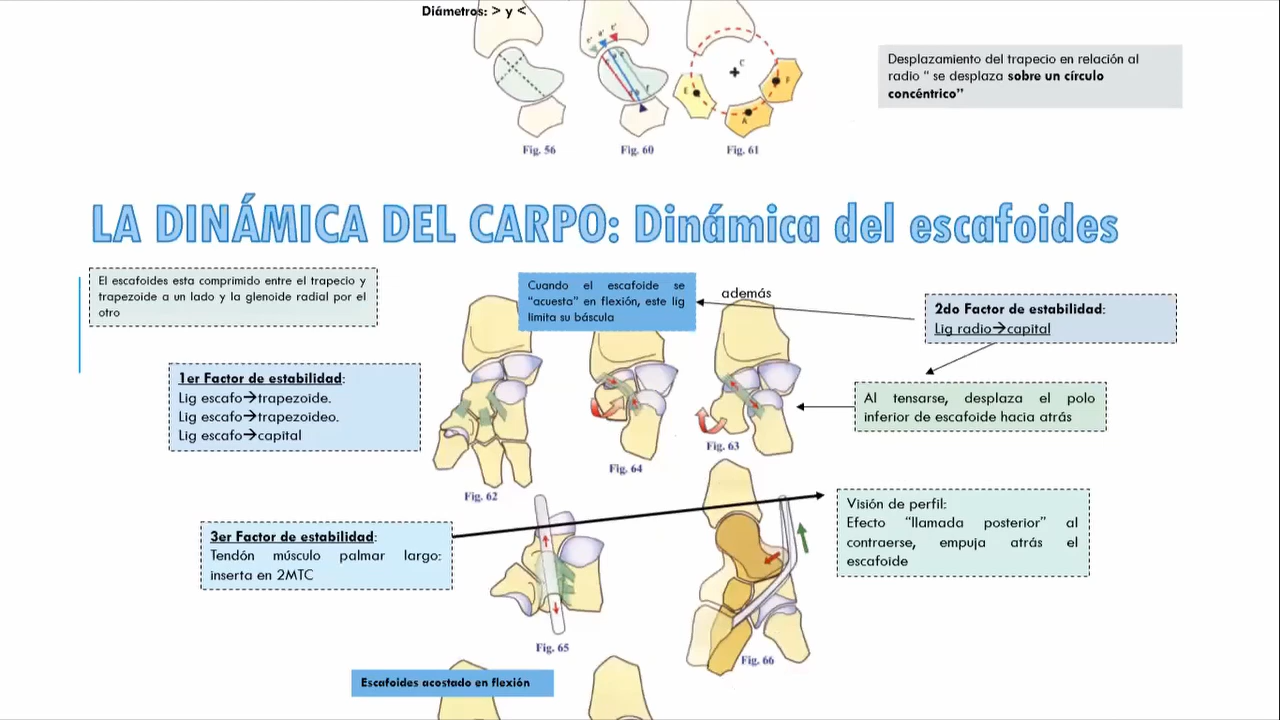 Diámetros: > y <
Desplazamiento del trapecio en relación al
radio " se desplaza sobre un círculo
concéntrico"
C
E
F
A
Fig. 56
Fig. 60
Fig. 61
LA DINÁMICA DEL CARPO: Dinámica del escafoides
El escafoides esta comprimido entre el trapecio y
trapezoide a un lado y la glenoide radial por el
otro
Cuando el escafoide se
"acuesta" en flexión, este lig
limita su báscula
además
2do Factor de estabilidad:
Lig radio→capital
1er Factor de estabilidad:
Lig escafo→trapezoide.
Lig escafo→trapezoideo.
Lig escafo→capital
Al tensarse, desplaza el polo
inferior de escafoide hacia atrás
Fig. 62
Fig. 64
Fig. 63
3er Factor de estabilidad:
Tendón músculo palmar largo:
inserta en 2MTC
Visión de perfil:
Efecto "llamada posterior" al
contraerse, empuja atrás el
escafoide
Fig. 65
Fig. 66
Escafoides acostado en flexión